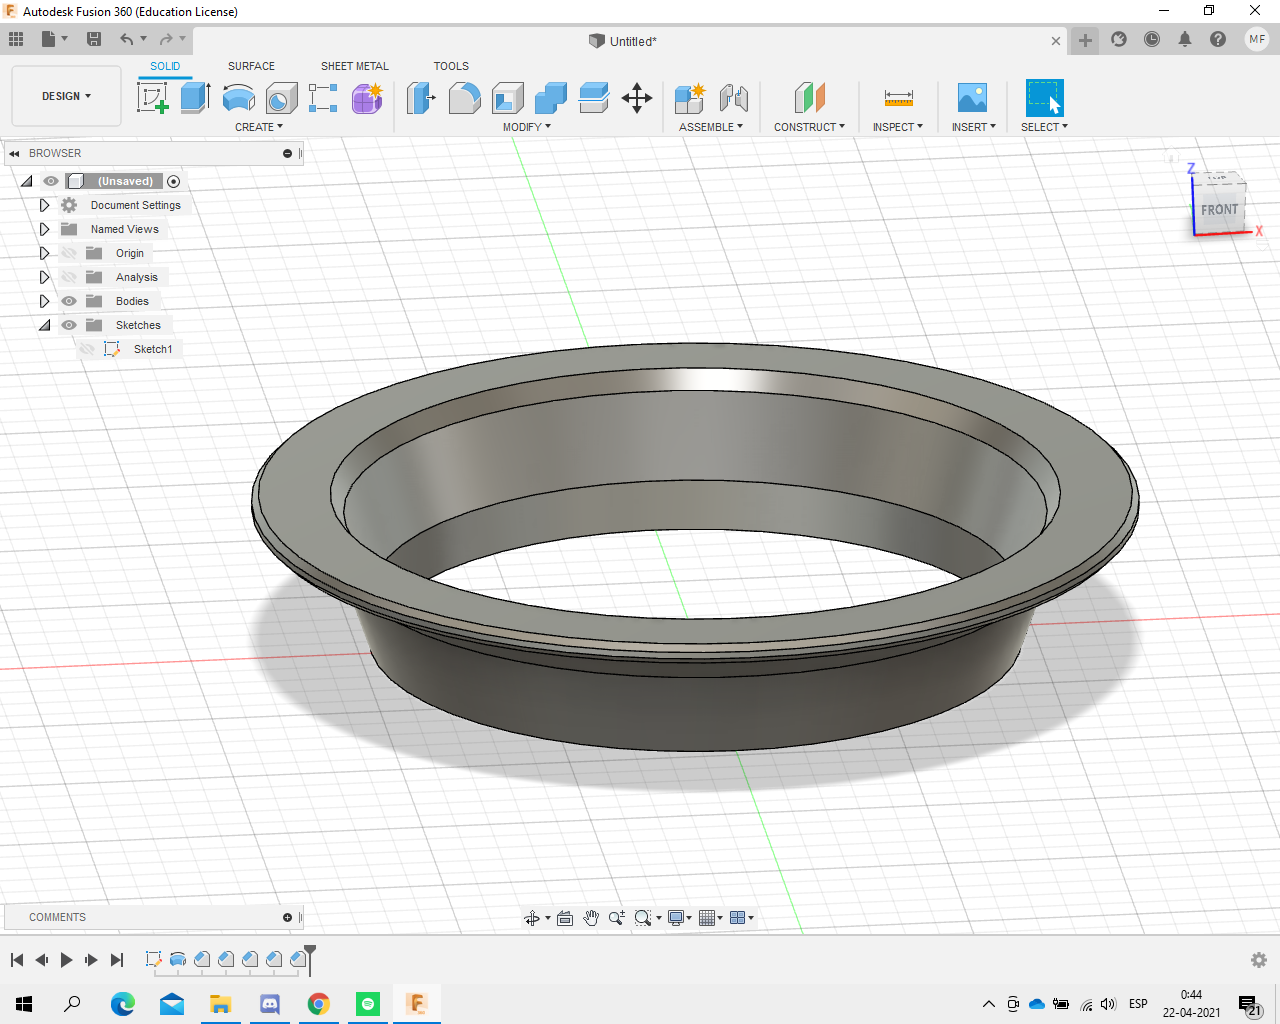 Autodesk Fusion 360 (Education License)
Untitled*
MF
DESIGN
SOLID
SURFACE
SHEET METAL
TOOLS
CREATE
MODIFY
ASSEMBLE
CONSTRUCT
INSPECT
INSERT
SELECT
BROWSER
(Unsaved)
Document Settings
Named Views
Origin
Analysis
Bodies
Sketches
Sketch1
Z
TOP
FRONT
X
COMMENTS
ESP
0:44
22-04-2021
21